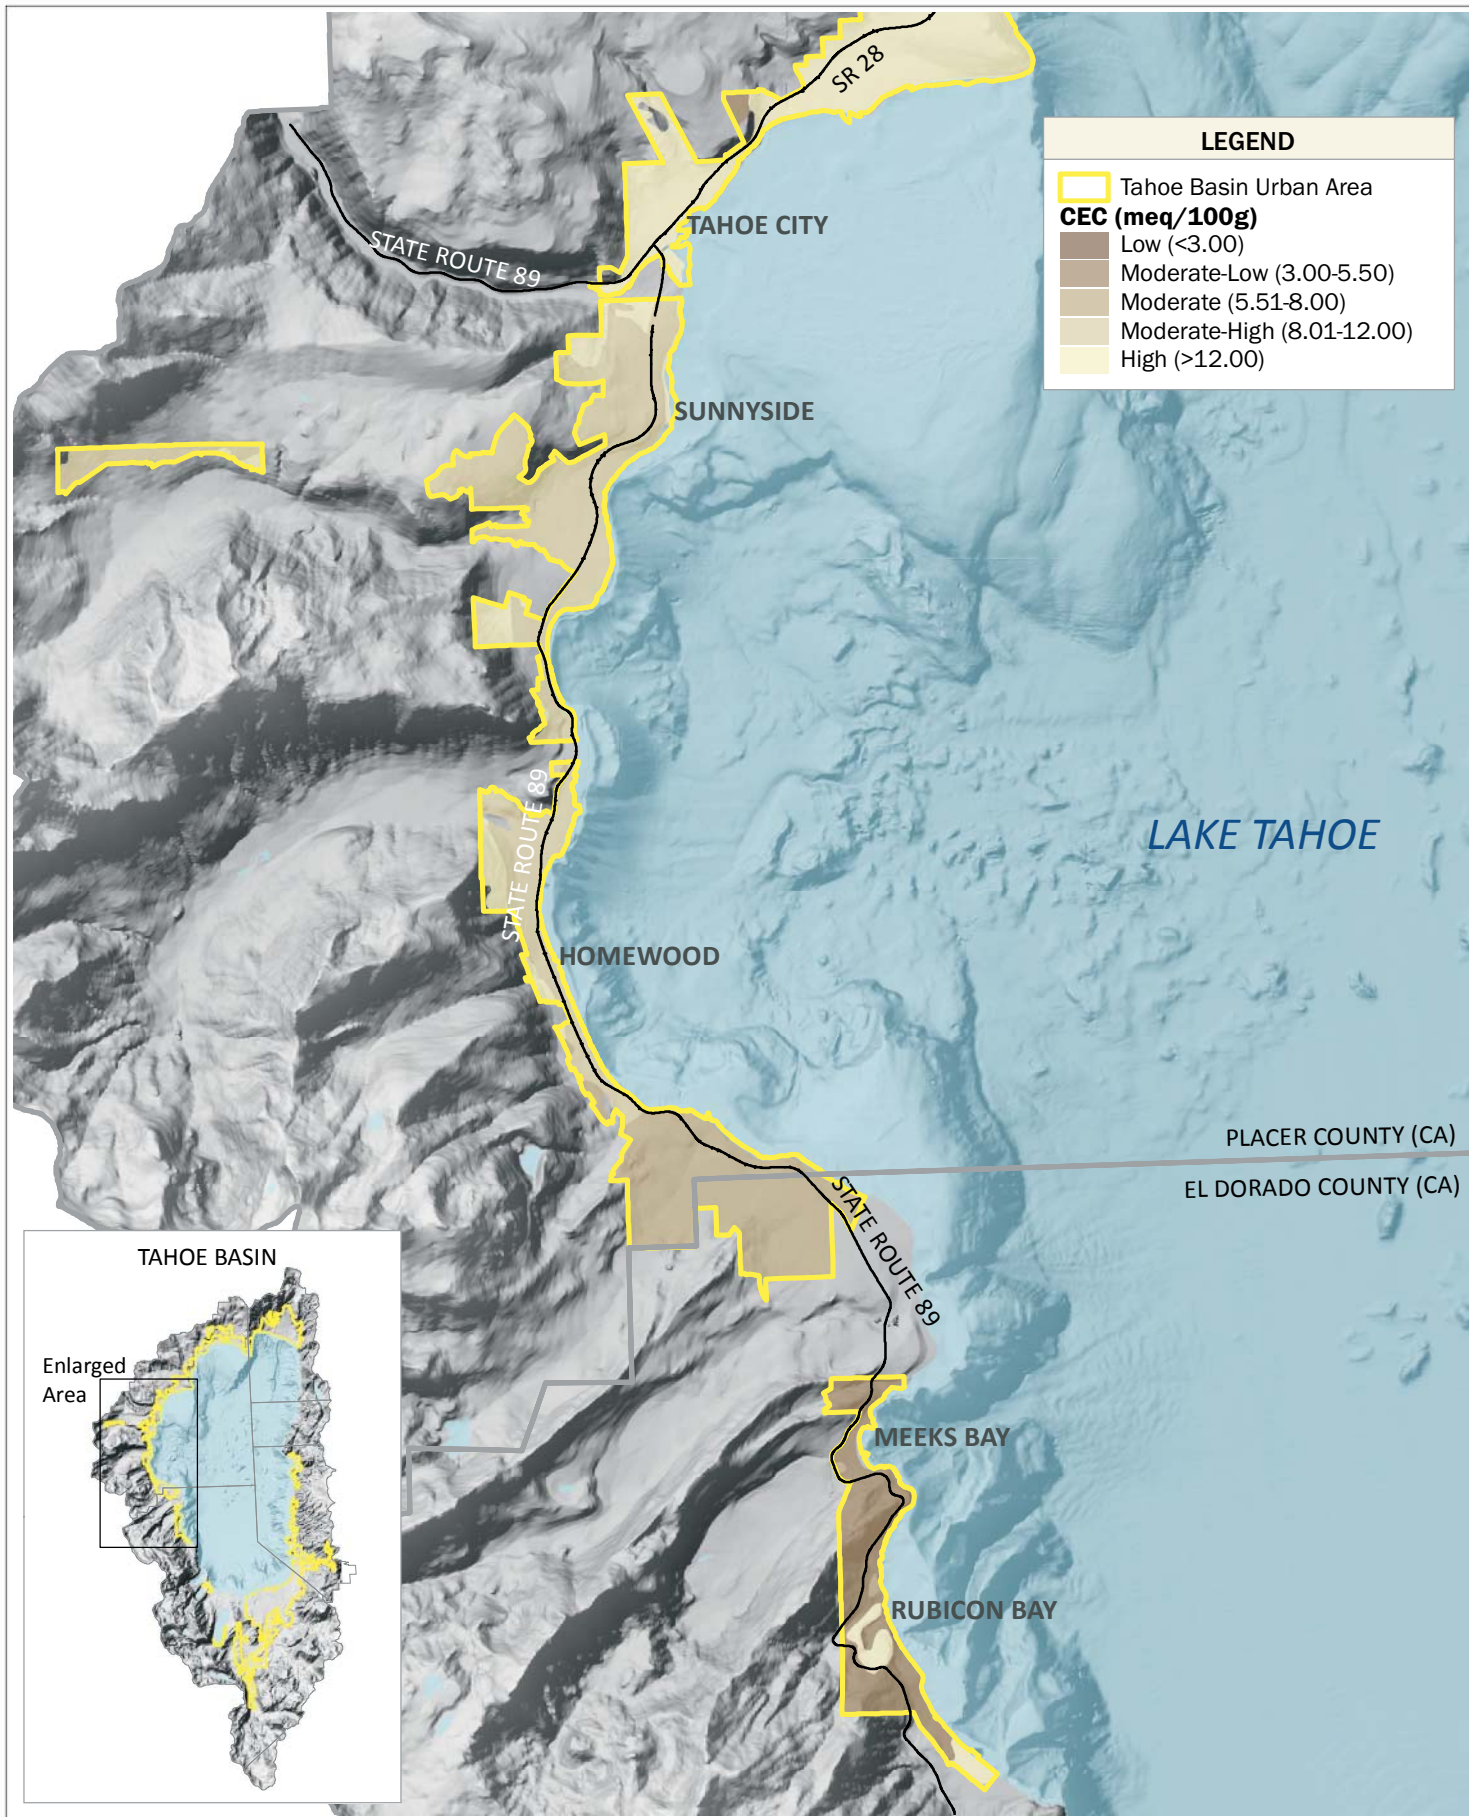 SR 28
LEGEND
Tahoe Basin Urban Area
CEC (meq/100g)
Low (<3.00)
Moderate-Low (3.00-5.50)
Moderate (5.51-8.00)
Moderate-High (8.01-12.00)
High (>12.00)
TAHOE CITY
STATE ROUTE 89
SUNNYSIDE
STATE ROUTE 89
LAKE TAHOE
HOMEWOOD
PLACER COUNTY (CA)
EL DORADO COUNTY (CA)
STATE ROUTE 89
TAHOE BASIN
Enlarged
Area
MEEKS BAY
RUBICON BAY